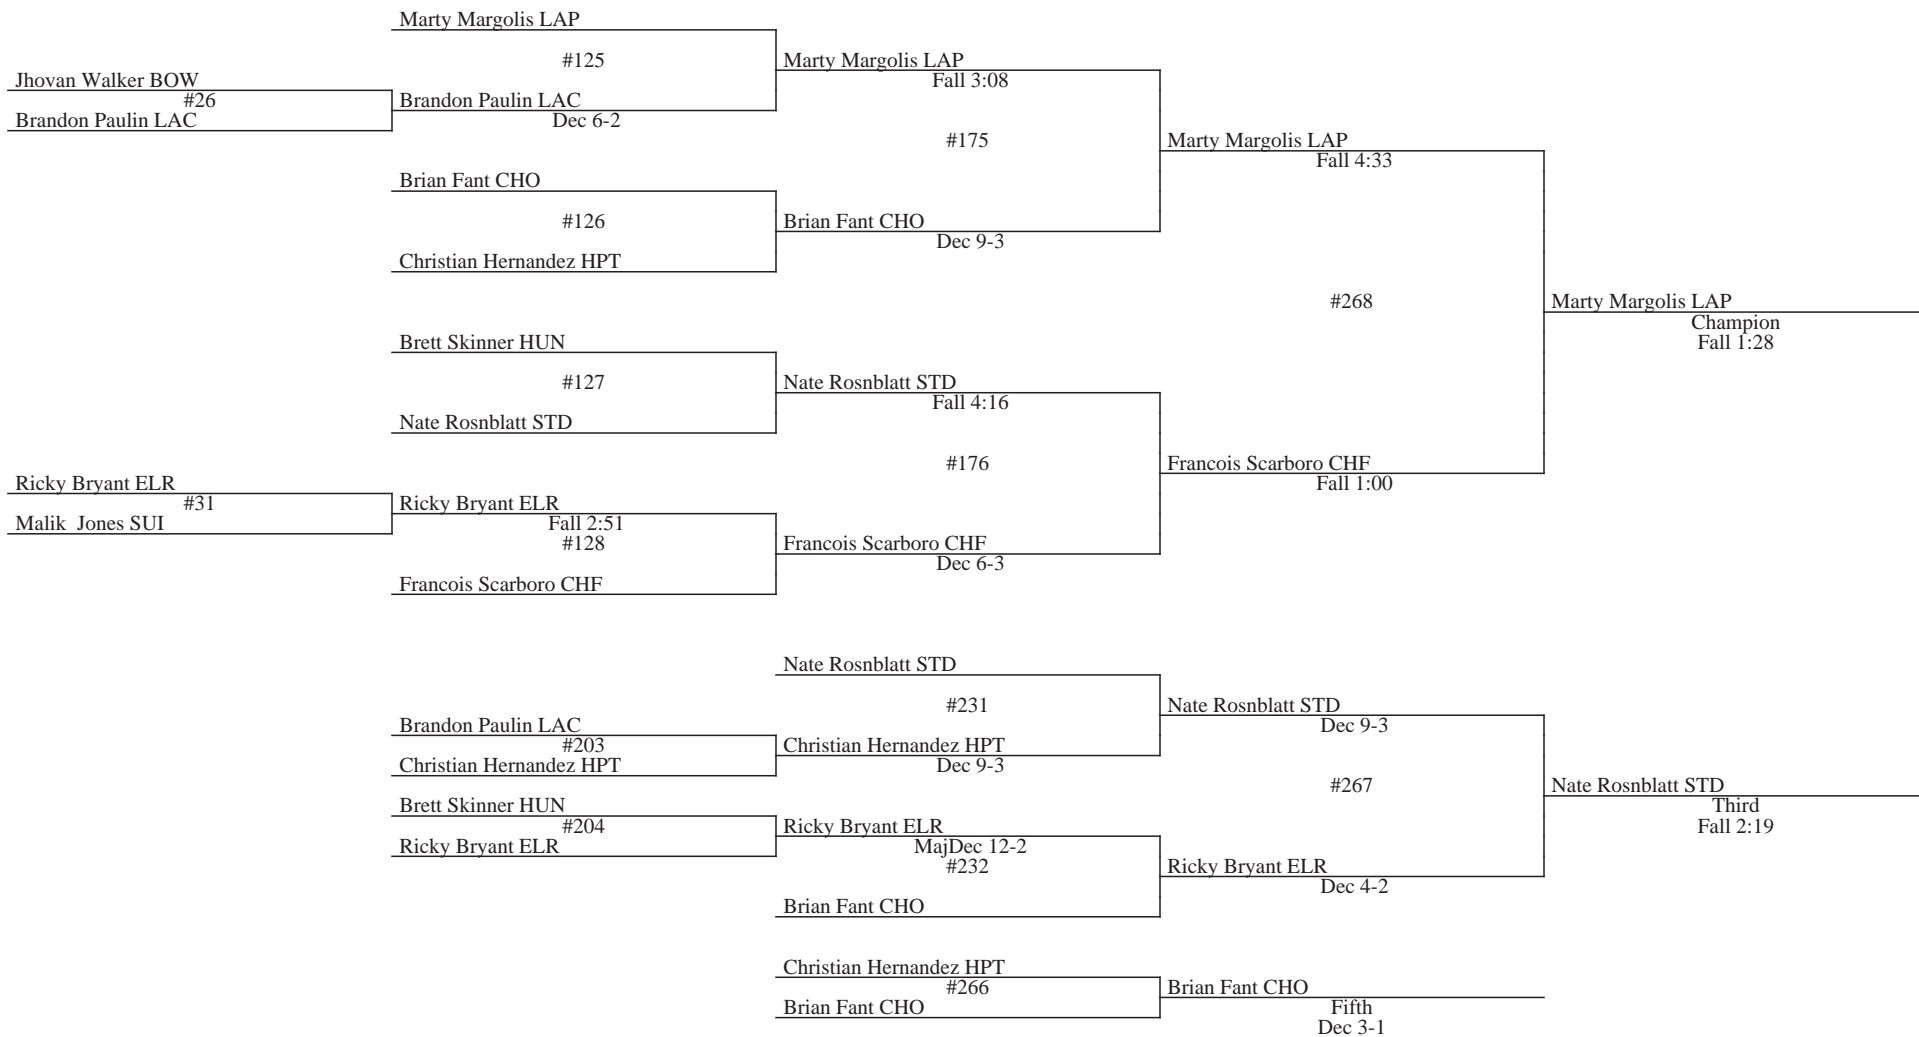 Marty Margolis LAP
#125
Marty Margolis LAP
Fall 3:08
Jhovan Walker BOW
#26
Brandon Paulin LAC
Brandon Paulin LAC
Dec 6-2
#175
Marty Margolis LAP
Fall 4:33
Brian Fant CHO
#126
Brian Fant CHO
Dec 9-3
Christian Hernandez HPT
#268
Marty Margolis LAP
Champion
Fall 1:28
Brett Skinner HUN
#127
Nate Rosnblatt STD
Fall 4:16
Nate Rosnblatt STD
#176
Francois Scarboro CHF
Fall 1:00
Ricky Bryant ELR
#31
Malik  Jones SUI
Ricky Bryant ELR
Fall 2:51
#128
Francois Scarboro CHF
Dec 6-3
Francois Scarboro CHF
Nate Rosnblatt STD
#231
Nate Rosnblatt STD
Dec 9-3
Brandon Paulin LAC
#203
Christian Hernandez HPT
Christian Hernandez HPT
Dec 9-3
#267
Nate Rosnblatt STD
Third
Fall 2:19
Brett Skinner HUN
#204
Ricky Bryant ELR
Ricky Bryant ELR
MajDec 12-2
#232
Ricky Bryant ELR
Dec 4-2
Brian Fant CHO
Christian Hernandez HPT
#266
Brian Fant CHO
Brian Fant CHO
Fifth
Dec 3-1